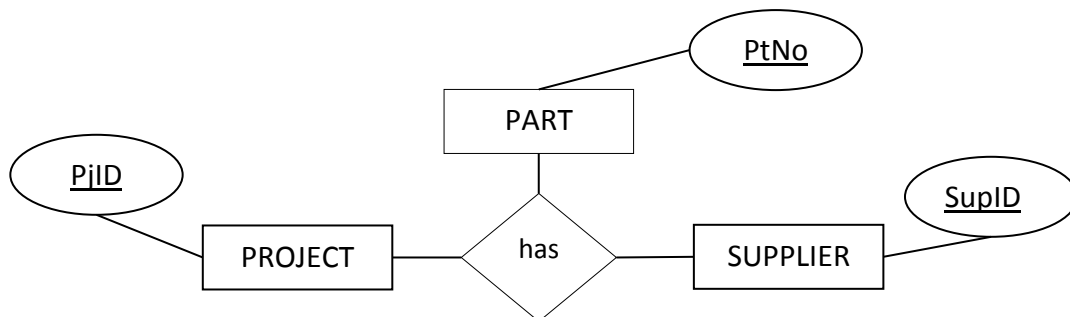 PtNo
PART
PjID
SupID
has
PROJECT
SUPPLIER